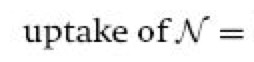 uptake of 𝒩 =